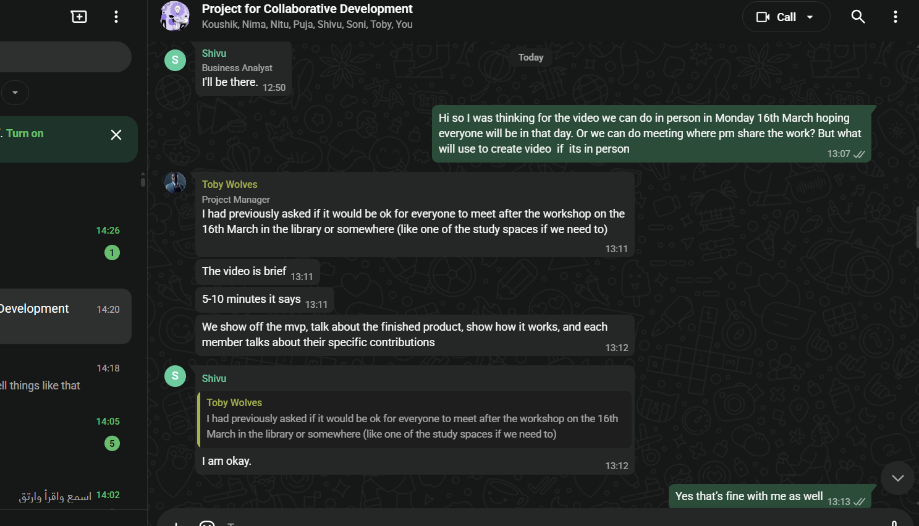 Project for Collaborative Development
Koushik, Nima, Nitu, Puja, Shivu, Soni, Toby, You
Call
Turn on
14:26
1
Development
14:20
14:18
ell things like that
14:05
5
اسمع واقرأ وارتق
14:02
Today
S
Shivu
Business Analyst
I'll be there.
12:50
Hi so I was thinking for the video we can do in person in Monday 16th March hoping
everyone will be in that day. Or we can do meeting where pm share the work? But what
will use to create video if its in person
13:07
Toby Wolves
Project Manager
I had previously asked if it would be ok for everyone to meet after the workshop on the
16th March in the library or somewhere (like one of the study spaces if we need to)
13:11
The video is brief
13:11
5-10 minutes it says
13:11
We show off the mvp, talk about the finished product, show how it works, and each
member talks about their specific contributions
13:12
S
Shivu
Toby Wolves
I had previously asked if it would be ok for everyone to meet after the workshop on the 16th
March in the library or somewhere (like one of the study spaces if we need to)
I am okay.
13:12
Yes that's fine with me as well
13:13